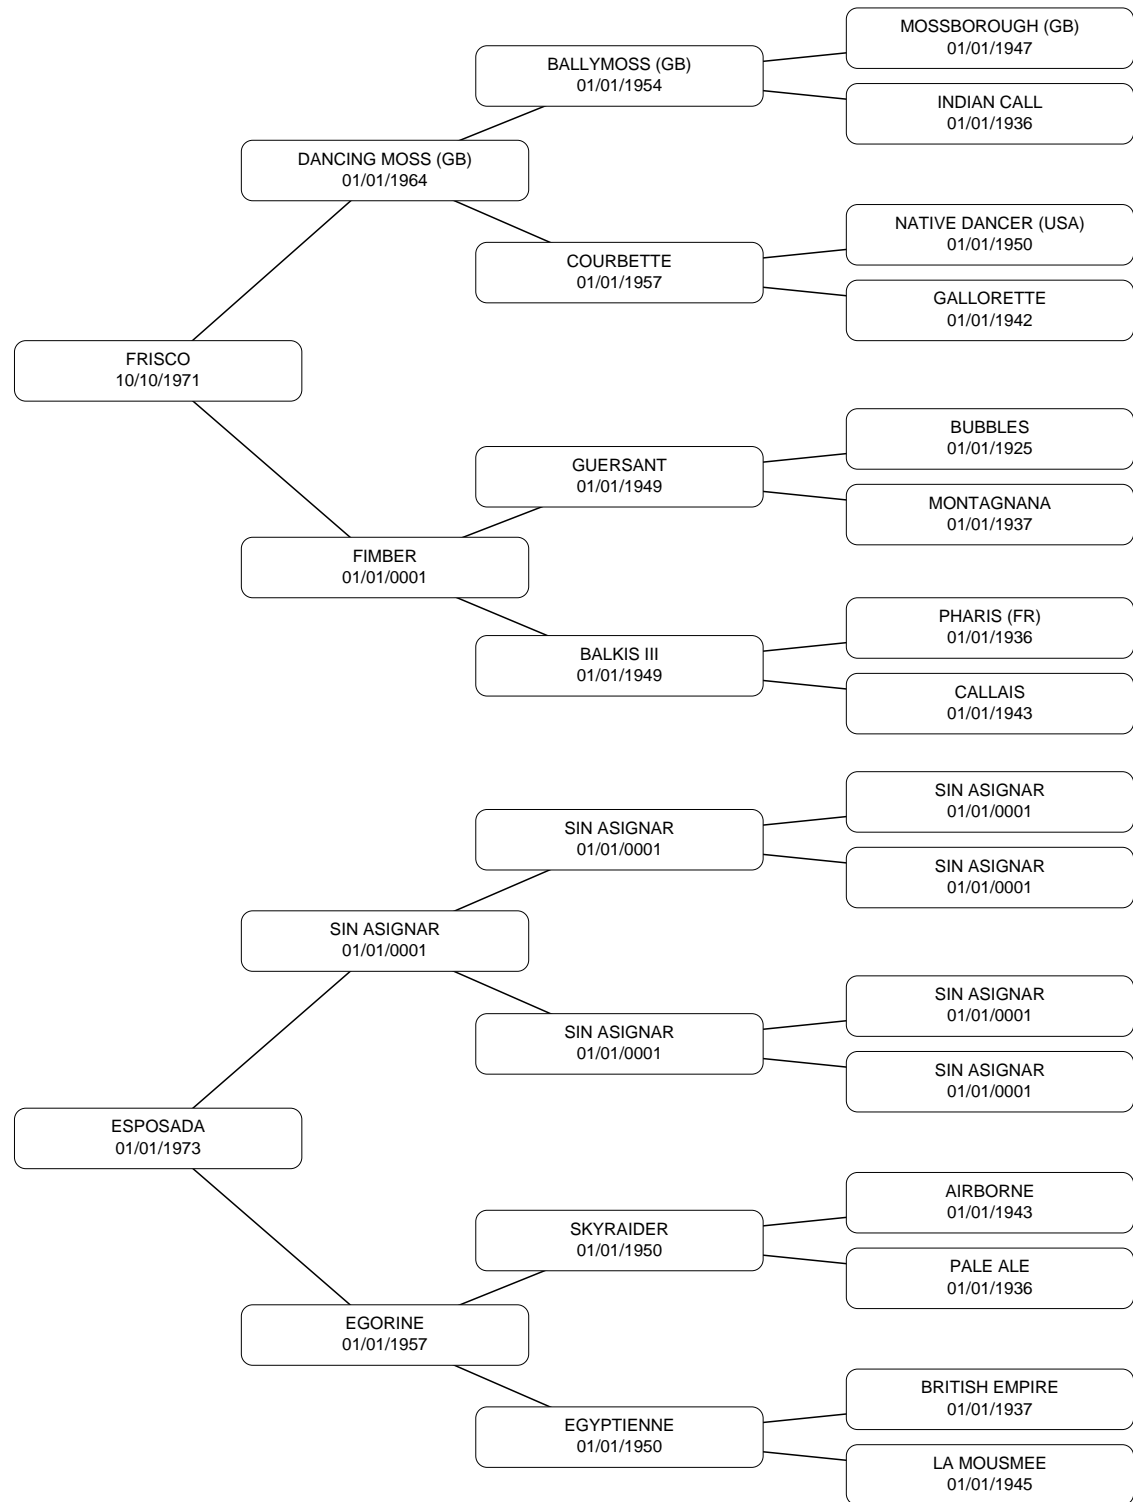 MOSSBOROUGH (GB)
01/01/1947
BALLYMOSS (GB)
01/01/1954
INDIAN CALL
01/01/1936
DANCING MOSS (GB)
01/01/1964
NATIVE DANCER (USA)
01/01/1950
COURBETTE
01/01/1957
GALLORETTE
01/01/1942
FRISCO
10/10/1971
BUBBLES
01/01/1925
GUERSANT
01/01/1949
MONTAGNANA
01/01/1937
FIMBER
01/01/0001
PHARIS (FR)
01/01/1936
BALKIS III
01/01/1949
CALLAIS
01/01/1943
SIN ASIGNAR
01/01/0001
SIN ASIGNAR
01/01/0001
SIN ASIGNAR
01/01/0001
SIN ASIGNAR
01/01/0001
SIN ASIGNAR
01/01/0001
SIN ASIGNAR
01/01/0001
SIN ASIGNAR
01/01/0001
ESPOSADA
01/01/1973
AIRBORNE
01/01/1943
SKYRAIDER
01/01/1950
PALE ALE
01/01/1936
EGORINE
01/01/1957
BRITISH EMPIRE
01/01/1937
EGYPTIENNE
01/01/1950
LA MOUSMEE
01/01/1945